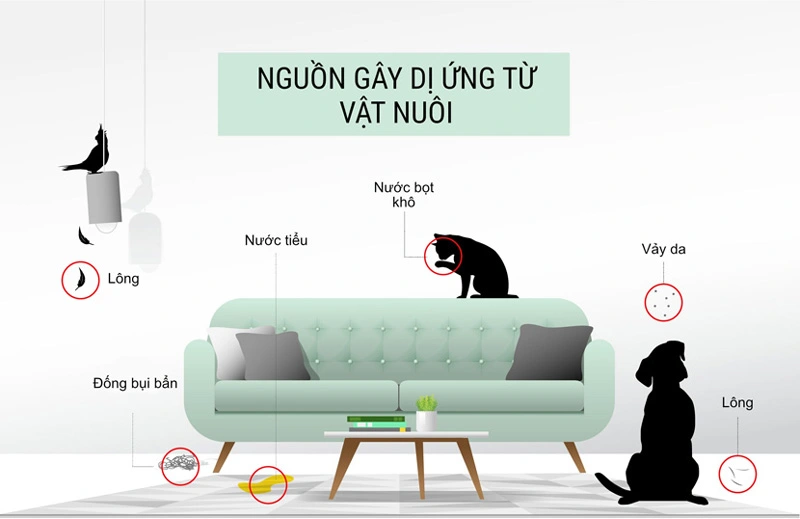 NGUỒN GÂY DỊ ỨNG TỪ
VẬT NUÔI
Nước bọt
khô
Nước tiểu
Vảy da
Lông
Đống bụi bẩn
Lông